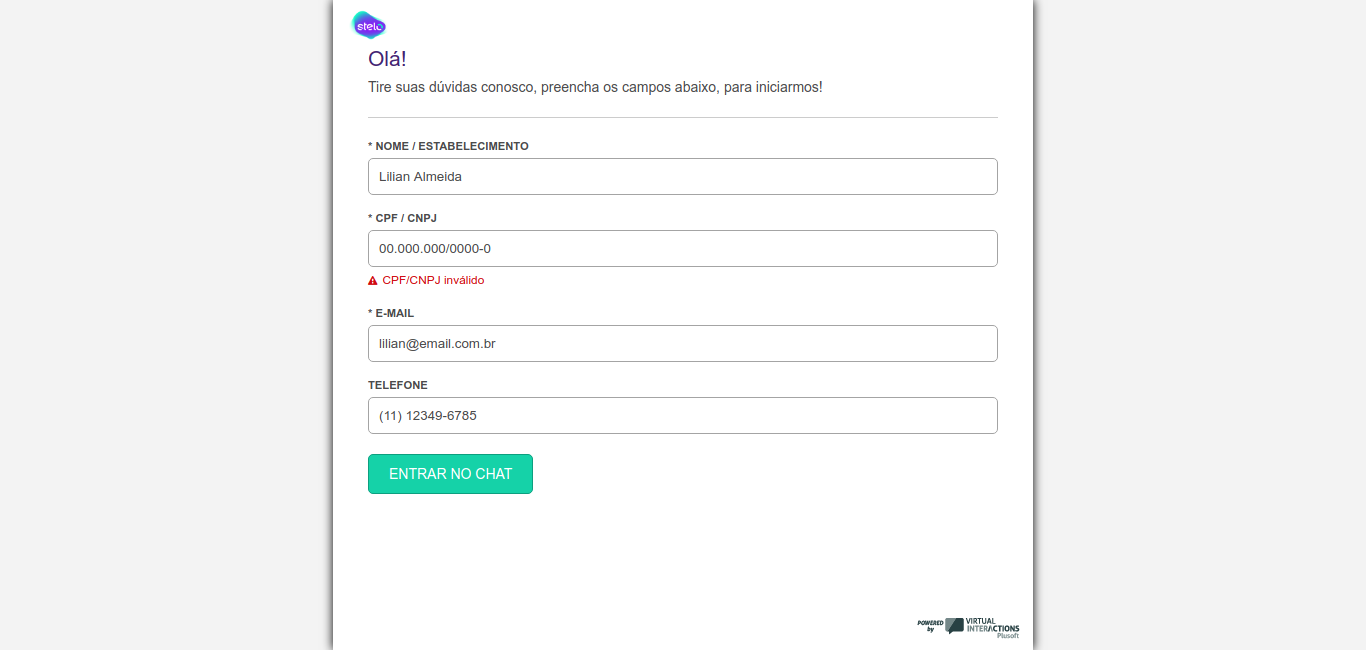 stelo
Olá!
Tire suas dúvidas conosco, preencha os campos abaixo, para iniciarmos!
* NOME / ESTABELECIMENTO
Lilian Almeida
* CPF / CNPJ
00.000.000/0000-0
CPF/CNPJ inválido
* E-MAIL
lilian@email.com.br
TELEFONE
(11) 12349-6785
ENTRAR NO CHAT
POWERED by
VIRTUAL
INTERACTIONS
Plusoft